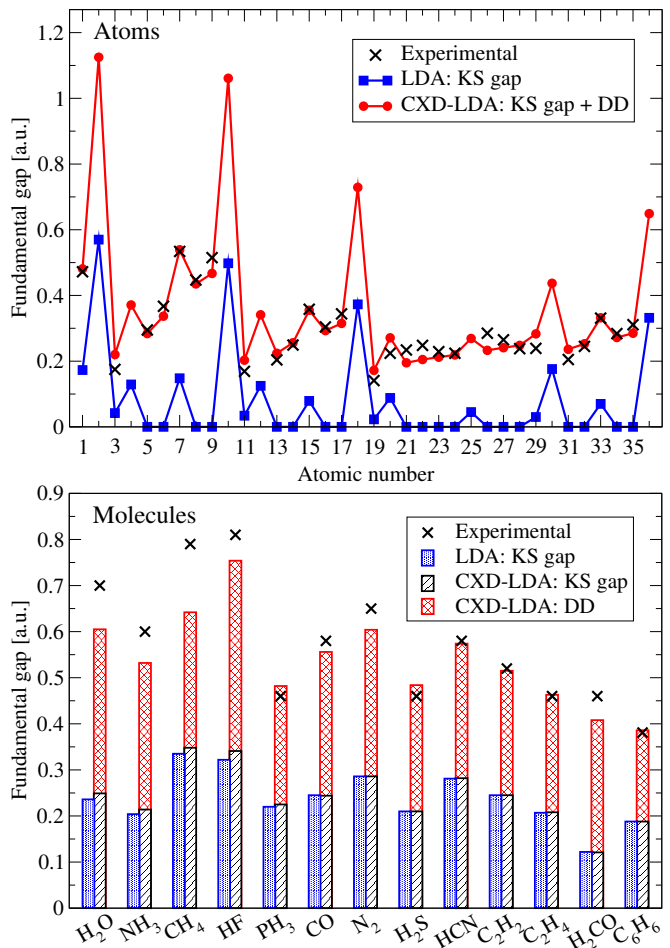 Atoms
Experimental
LDA: KS gap
CXD-LDA: KS gap + DD
Fundamental gap [a.u.]
1.2
1
0.8
0.6
0.4
0.2
0
1 3 5 7 9 11 13 15 17 19 21 23 25 27 29 31 33 35
Atomic number
Molecules
Experimental
LDA: KS gap
CXD-LDA: KS gap
CXD-LDA: DD
Fundamental gap [a.u.]
0.9
0.8
0.7
0.6
0.5
0.4
0.3
0.2
0.1
0
H₂O NH₃ CH₄ HF PH₃ CO N₂ H₂S HCN C₂H₂ C₂H₄ H₂CO C₆H₆